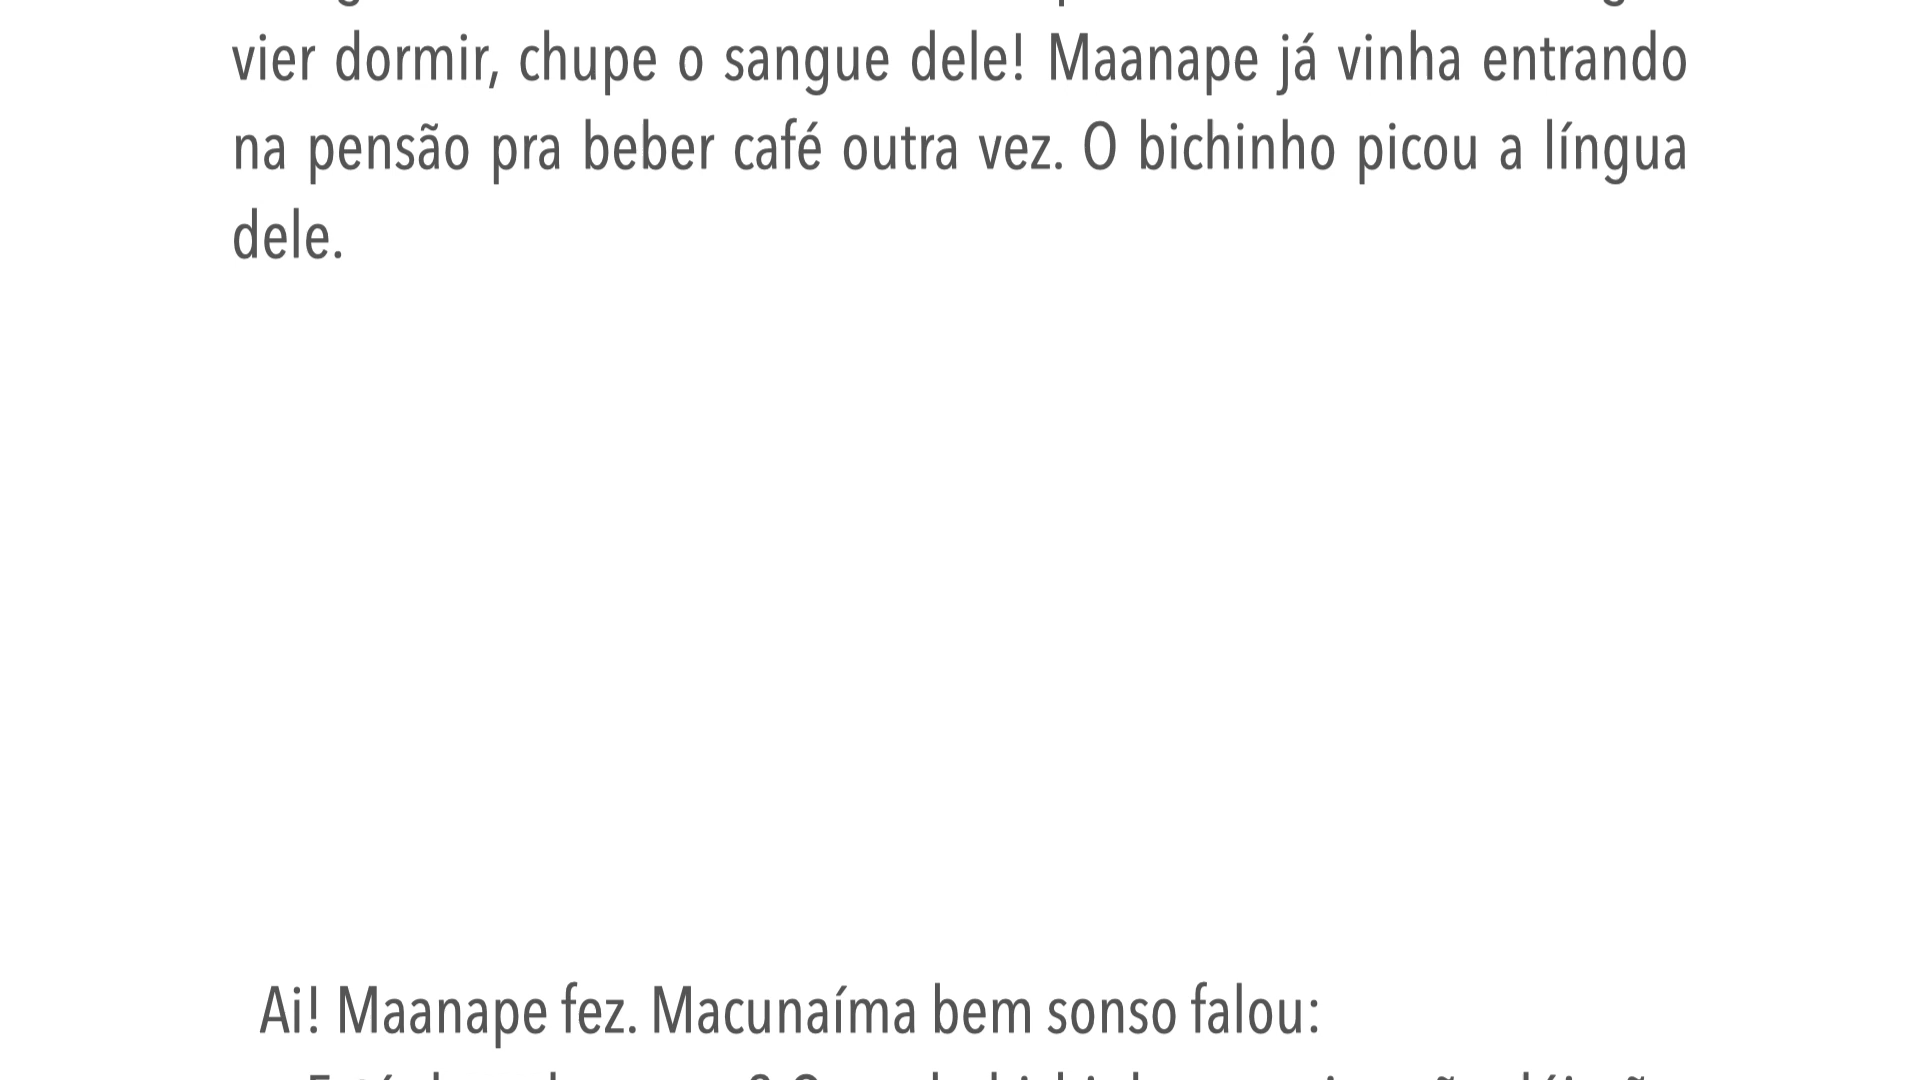 vier dormir, chupe o sangue dele! Maanape já vinha entrando
na pensão pra beber café outra vez. O bichinho picou a língua
dele.
Ai! Maanape fez. Macunaíma bem sonso falou: